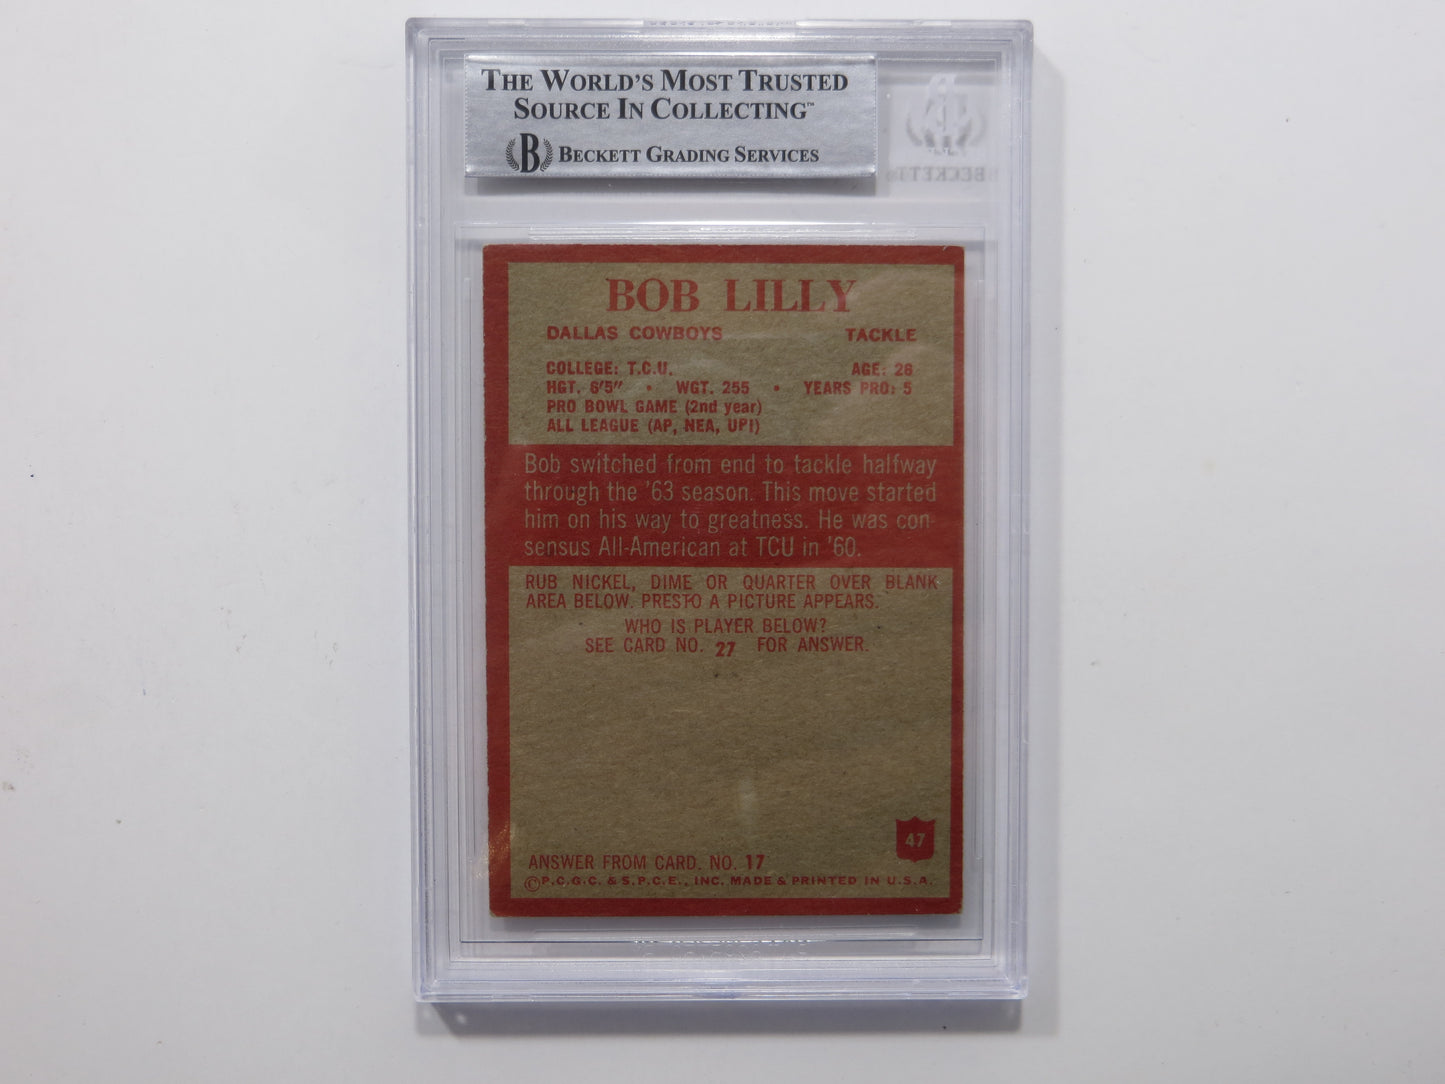 THE WORLD'S MOST TRUSTED
SOURCE IN COLLECTING™
B BECKETT GRADING SERVICES
BECKETT
BOB LILLY
DALLAS COWBOYS TACKLE
COLLEGE: T.C.U. AGE: 26
HGT. 6'5" • WGT. 255 • YEARS PRO: 5
PRO BOWL GAME (2nd year)
ALL LEAGUE (AP, NEA, UPI)
Bob switched from end to tackle halfway
through the '63 season. This move started
him on his way to greatness. He was con-
sensus All-American at TCU in '60.
RUB NICKEL, DIME OR QUARTER OVER BLANK
AREA BELOW. PRESTO A PICTURE APPEARS.
WHO IS PLAYER BELOW?
SEE CARD NO. 27 FOR ANSWER.
47
ANSWER FROM CARD. NO. 17
©P.C.G.C. & S.P.C.E., INC. MADE & PRINTED IN U.S.A.